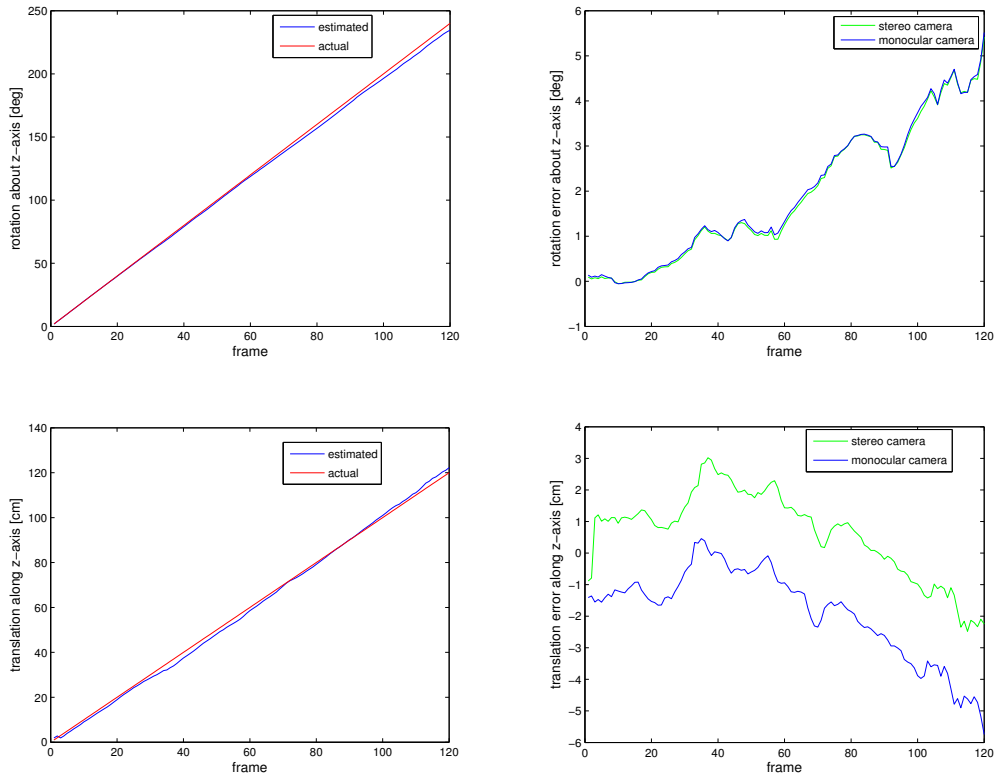 250
200
150
100
50
0
0 20 40 60 80 100 120
rotation about z−axis [deg]
frame
estimated
actual
6
5
4
3
2
1
0
−1
0 20 40 60 80 100 120
rotation error about z−axis [deg]
frame
stereo camera
monocular camera
140
120
100
80
60
40
20
0
0 20 40 60 80 100 120
translation along z−axis [cm]
frame
estimated
actual
4
3
2
1
0
−1
−2
−3
−4
−5
−6
0 20 40 60 80 100 120
translation error along z−axis [cm]
frame
stereo camera
monocular camera